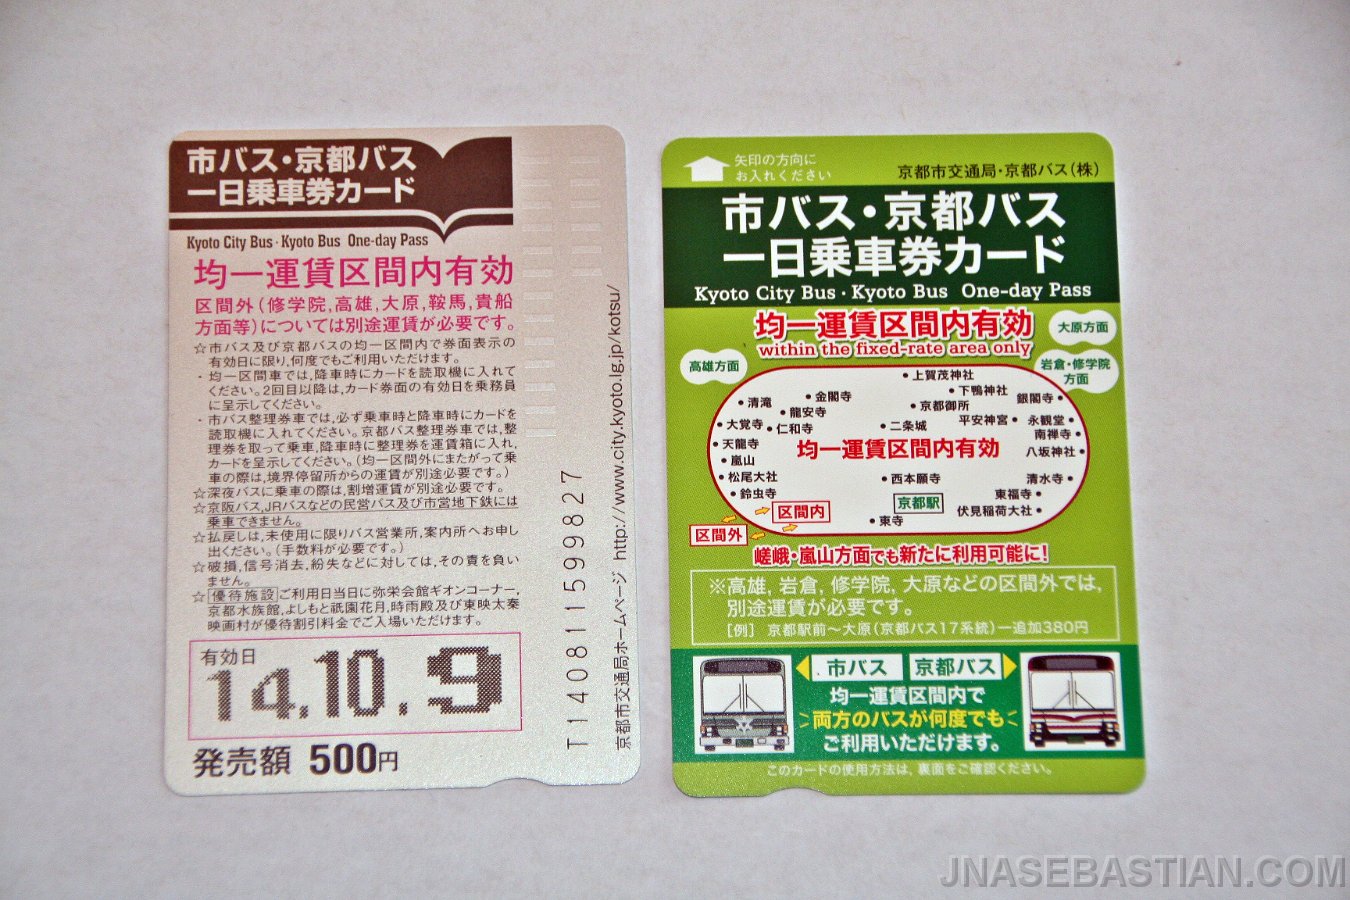 市バス・京都バス
一日乗車券カード
Kyoto City Bus・Kyoto Bus One-day Pass
均一運賃区間内有効
区間外(修学院,高雄,大原,鞍馬,貴船
方面等)については別途運賃が必要です。
☆市バス及び京都バスの均一区間内で券面表示の
有効日に限り,何度でもご利用いただけます。
・均一区間車では,降車時にカードを読取機に入れて
ください。2回目以降は,カード券面の有効日を乗務員
に呈示してください。
・市バス整理券車では,必ず乗車時と降車時にカードを
読取機に入れてください。京都バス整理券車では,整
理券を取って乗車,降車時に整理券を運賃箱に入れ,
カードを呈示してください。(均一区間外にまたがって乗
車の際は,境界停留所からの運賃が別途必要です。)
☆深夜バスに乗車の際は,割増運賃が別途必要です。
☆京阪バス,JRバスなどの民営バス及び市営地下鉄には
乗車できません。
☆払戻しは,未使用に限りバス営業所,案内所へお申し
出ください。(手数料が必要です。)
☆破損,信号消去,紛失などに対しては,その責を負い
ません。
☆優待施設 ご利用日当日に弥栄会館ギオンコーナー,
京都水族館,よしもと祇園花月,時雨殿及び東映太秦
映画村が優待割引料金でご入場いただけます。
有効日
14.10.9
発売額 500円
T14081159982​7
京都市交通局ホームページ http://www.city.kyoto.lg.jp/kotsu/
矢印の方向に
お入れください
京都市交通局・京都バス(株)
市バス・京都バス
一日乗車券カード
Kyoto City Bus・Kyoto Bus One-day Pass
均一運賃区間内有効
within the fixed-rate area only
大原方面
高雄方面
岩倉・修学院
方面
・上賀茂神社
・下鴨神社
銀閣寺・
・清滝
・金閣寺
・京都御所
・龍安寺
平安神宮・
永観堂・
・大覚寺
・仁和寺
・二条城
南禅寺・
・天龍寺
均一運賃区間内有効
八坂神社・
・嵐山
・松尾大社
・西本願寺
清水寺・
・鈴虫寺
東福寺・
京都駅
伏見稲荷大社・
区間内
・東寺
区間外
嵯峨・嵐山方面でも新たに利用可能に!
※高雄, 岩倉, 修学院, 大原などの区間外では,
別途運賃が必要です。
[例] 京都駅前~大原(京都バス17系統)―追加380円
市バス 京都バス
均一運賃区間内で
両方のバスが何度でも
ご利用いただけます。
このカードの使用方法は, 裏面をご確認ください。
JNASEBASTIAN.COM